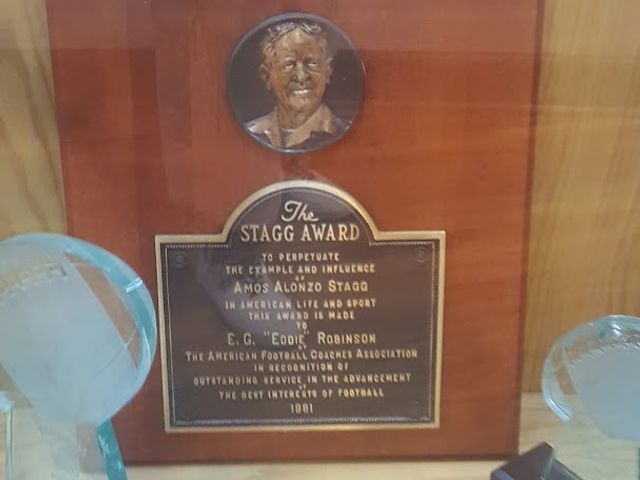 The
STAGG AWARD
TO PERPETUATE
THE EXAMPLE AND INFLUENCE
OF
AMOS ALONZO STAGG
IN AMERICAN LIFE AND SPORT
THIS AWARD IS MADE
TO
E. G. "EDDIE" ROBINSON
BY
THE AMERICAN FOOTBALL COACHES ASSOCIATION
IN RECOGNITION OF
OUTSTANDING SERVICE IN THE ADVANCEMENT
OF
THE BEST INTERESTS OF FOOTBALL
1981